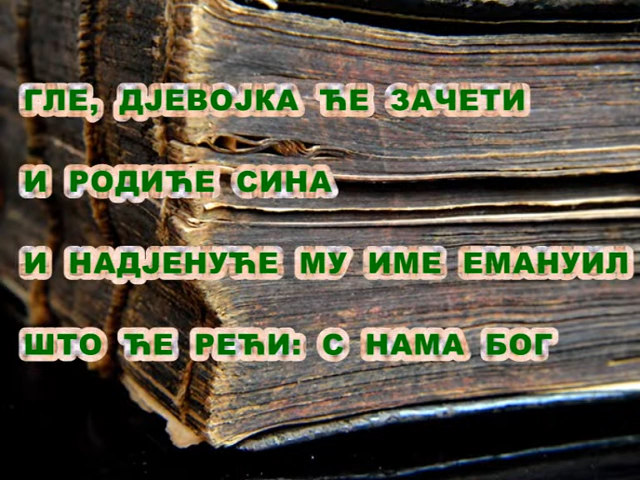 ГЛЕ, ДЈЕВОЈКА ЋЕ ЗАЧЕТИ
И РОДИЋЕ СИНА
И НАДЈЕНУЋЕ МУ ИМЕ ЕМАНУИЛ
ШТО ЋЕ РЕЋИ: С НАМА БОГ